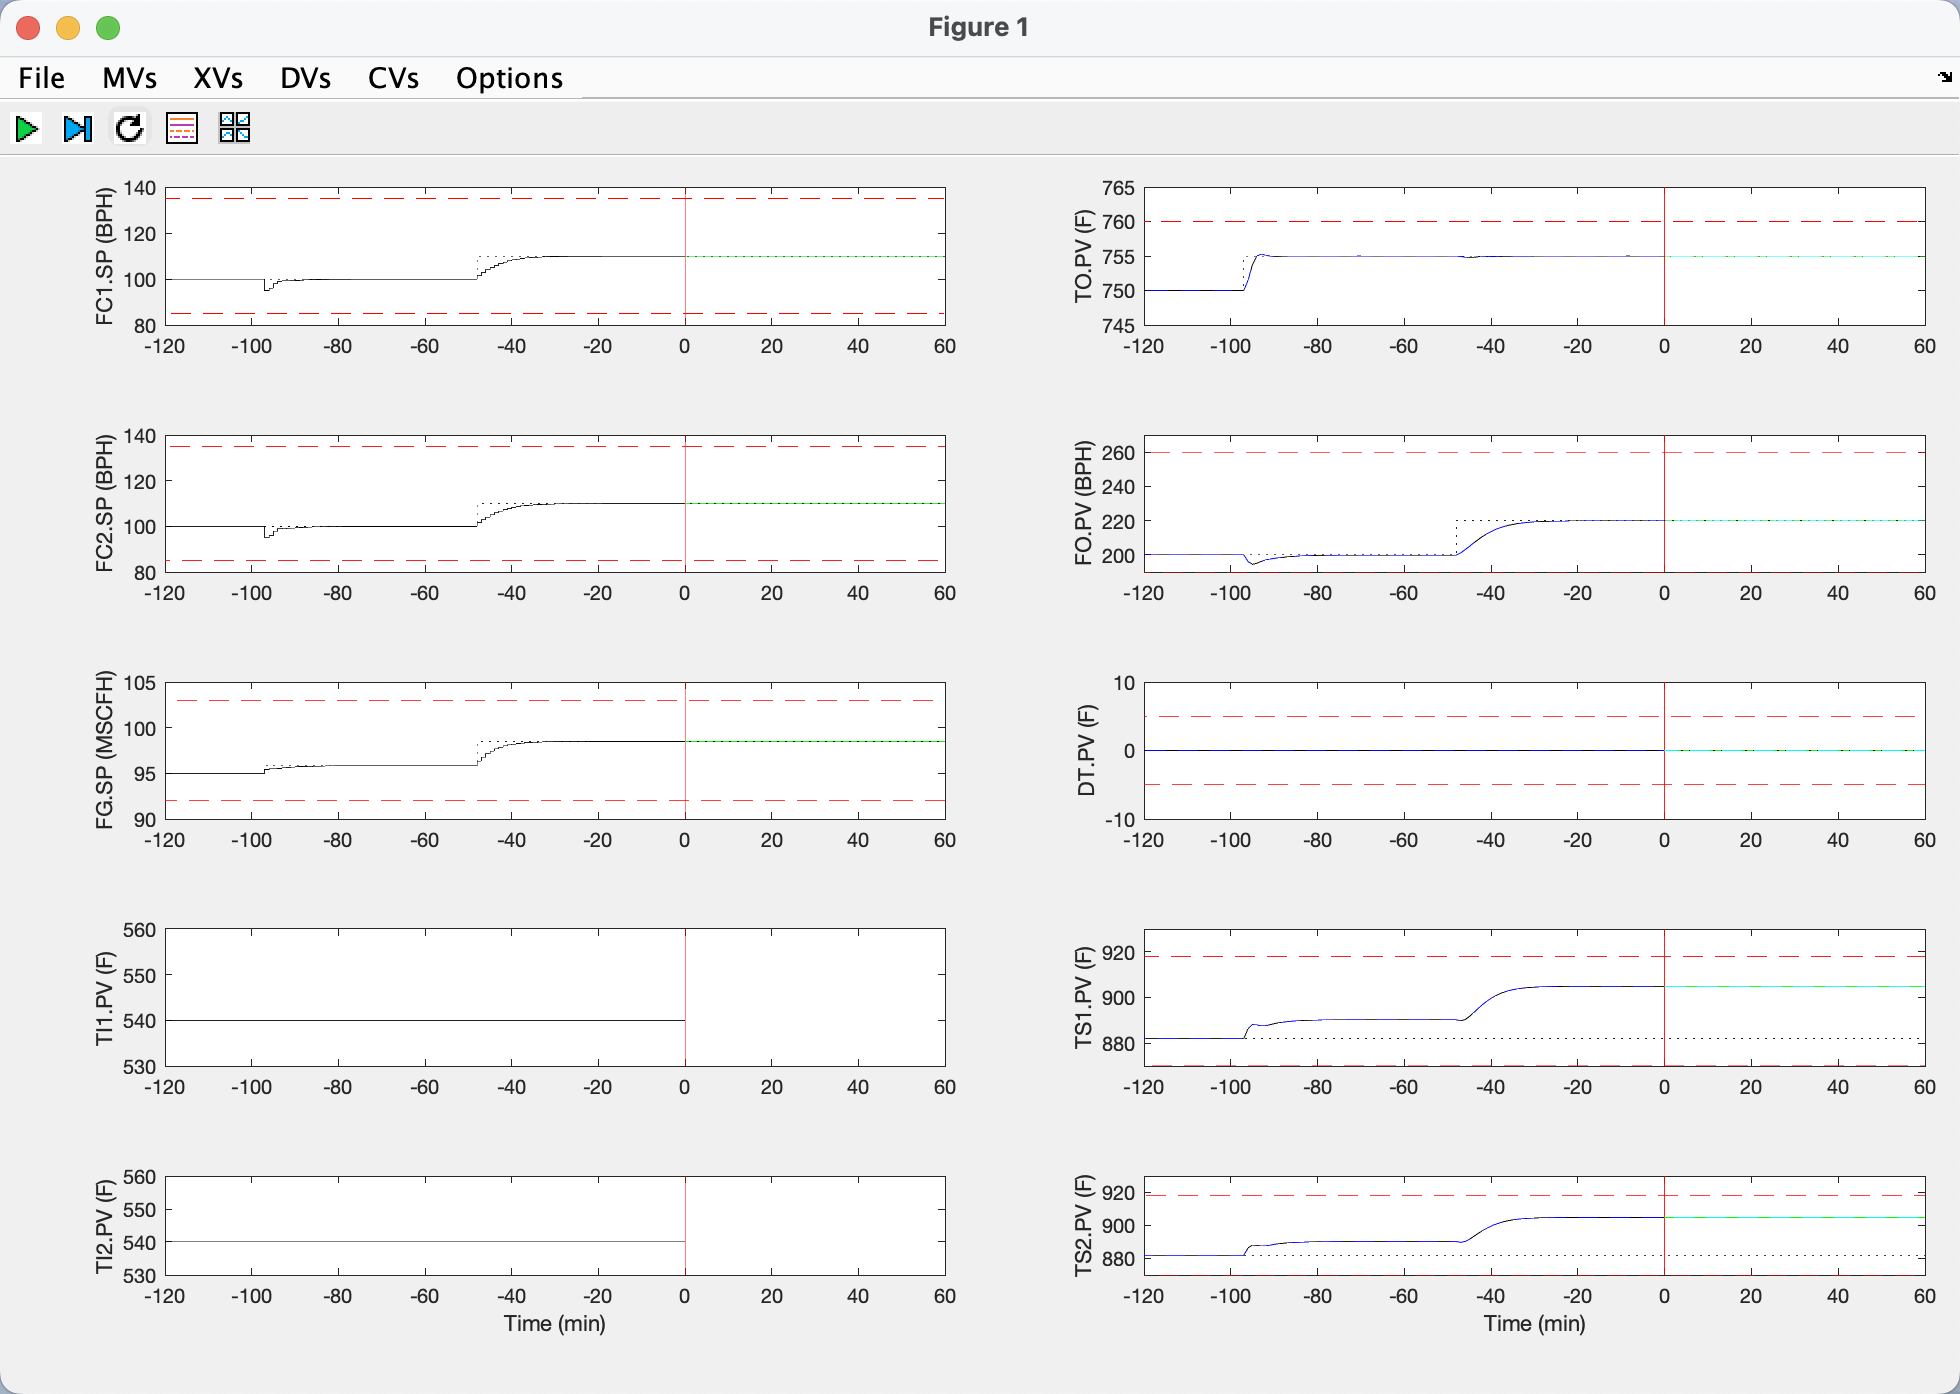 Figure 1
File MVs XVs DVs CVs Options
FC1.SP (BPH)
140
120
100
80
-120 -100 -80 -60 -40 -20 0 20 40 60
TO.PV (F)
765
760
755
750
745
-120 -100 -80 -60 -40 -20 0 20 40 60
FC2.SP (BPH)
140
120
100
80
-120 -100 -80 -60 -40 -20 0 20 40 60
FO.PV (BPH)
260
240
220
200
-120 -100 -80 -60 -40 -20 0 20 40 60
FG.SP (MSCFH)
105
100
95
90
-120 -100 -80 -60 -40 -20 0 20 40 60
DT.PV (F)
10
0
-10
-120 -100 -80 -60 -40 -20 0 20 40 60
TI1.PV (F)
560
550
540
530
-120 -100 -80 -60 -40 -20 0 20 40 60
TS1.PV (F)
920
900
880
-120 -100 -80 -60 -40 -20 0 20 40 60
TI2.PV (F)
560
550
540
530
-120 -100 -80 -60 -40 -20 0 20 40 60
Time (min)
TS2.PV (F)
920
900
880
-120 -100 -80 -60 -40 -20 0 20 40 60
Time (min)